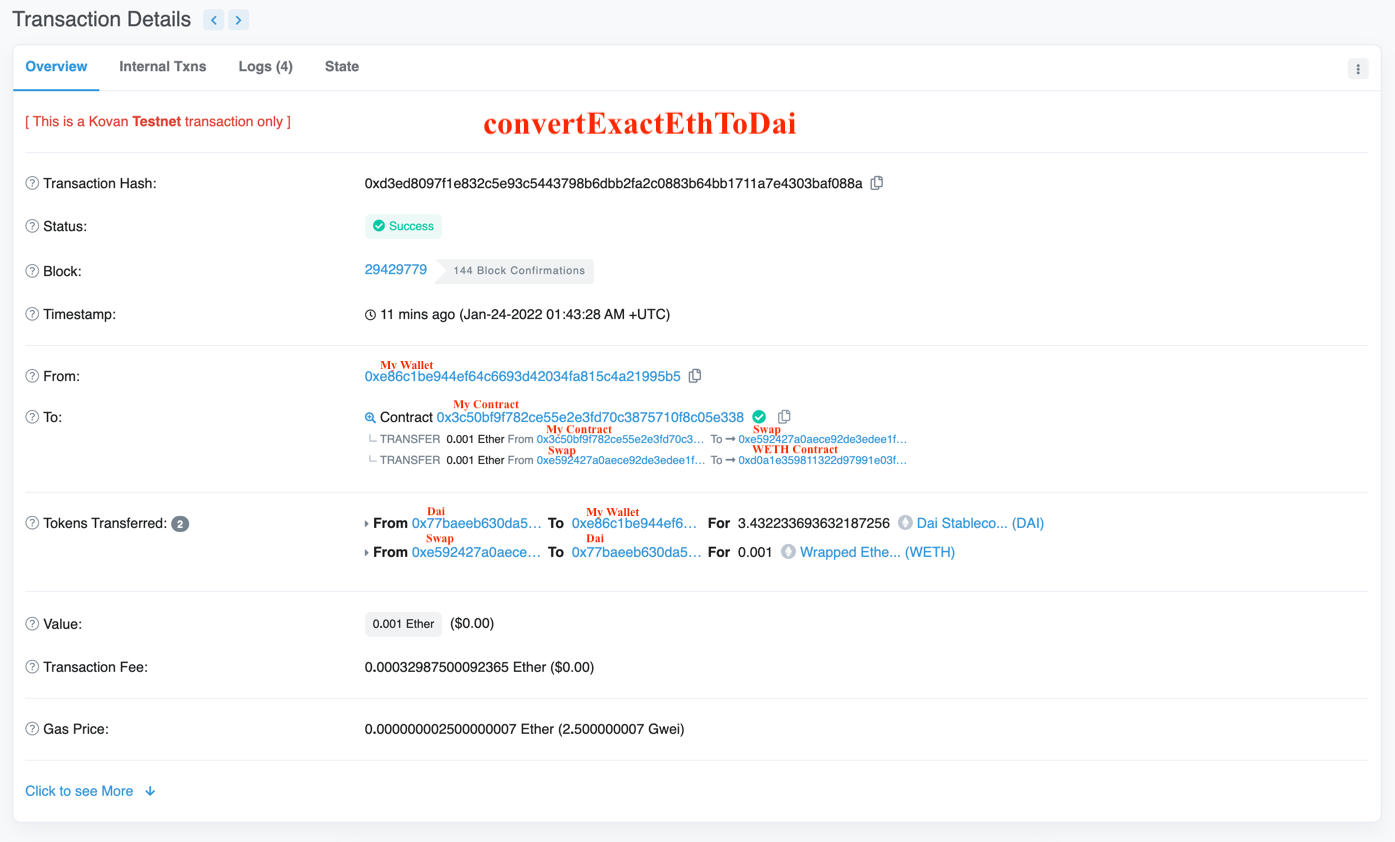 Transaction Details
Overview Internal Txns Logs (4) State
[ This is a Kovan Testnet transaction only ] convertExactEthToDai
Transaction Hash: 0xd3ed8097f1e832c5e93c5443798b6dbb2fa2c0883b64bb1711a7e4303baf088a
Status: Success
Block: 29429779 144 Block Confirmations
Timestamp: 11 mins ago (Jan-24-2022 01:43:28 AM +UTC)
My Wallet
From: 0xe86c1be944ef64c6693d42034fa815c4a21995b5
My Contract
To: Contract 0x3c50bf9f782ce55e2e3fd70c3875710f8c05e338
My Contract Swap
TRANSFER 0.001 Ether From 0x3c50bf9f782ce55e2e3fd70c3... To → 0xe592427a0aece92de3edee1f...
Swap WETH Contract
TRANSFER 0.001 Ether From 0xe592427a0aece92de3edee1f... To → 0xd0a1e359811322d97991e03f...
Dai My Wallet
Tokens Transferred: 2 From 0x77baeeb630da5... To 0xe86c1be944ef6... For 3.432233693632187256 Dai Stableco... (DAI)
Swap Dai
From 0xe592427a0aece... To 0x77baeeb630da5... For 0.001 Wrapped Ethe... (WETH)
Value: 0.001 Ether ($0.00)
Transaction Fee: 0.00032987500092365 Ether ($0.00)
Gas Price: 0.000000002500000007 Ether (2.500000007 Gwei)
Click to see More